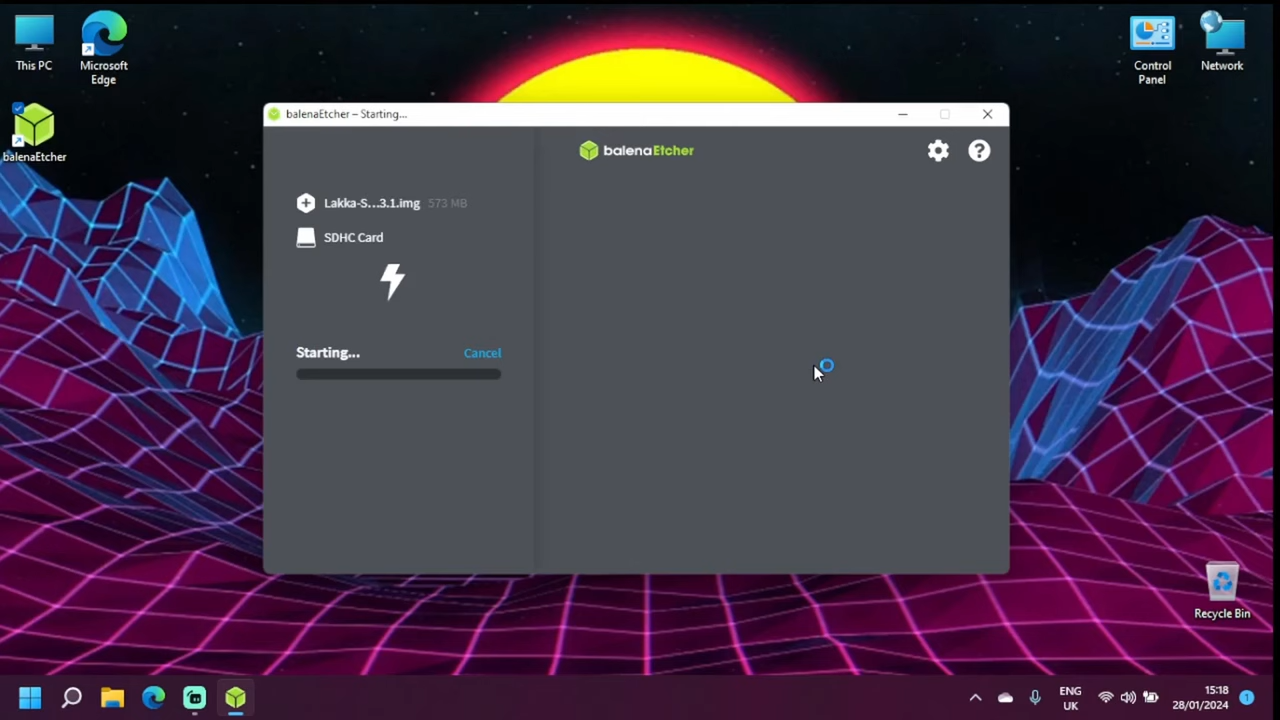 This PC
Microsoft
Edge
Control
Panel
Network
balenaEtcher
balenaEtcher – Starting...
balenaEtcher
Lakka-S...3.1.img 573 MB
SDHC Card
Starting...
Cancel
Recycle Bin
ENG
UK
15:18
28/01/2024
1